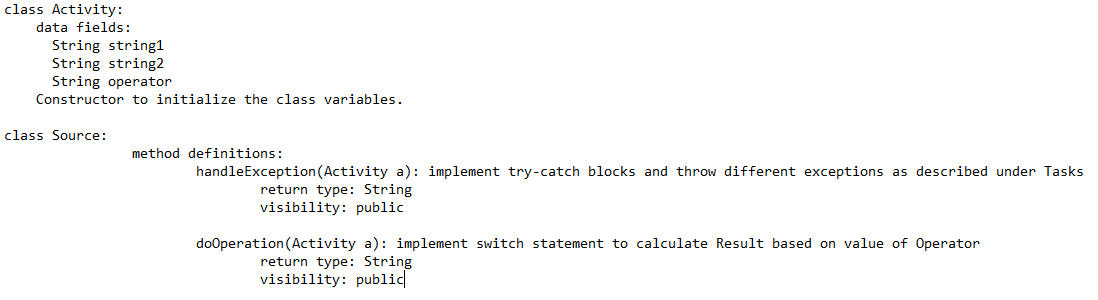 class Activity:
data fields:
String string1
String string2
String operator
Constructor to initialize the class variables.
class Source:
method definitions:
handleException(Activity a): implement try-catch blocks and throw different exceptions as described under Tasks
return type: String
visibility: public
doOperation(Activity a): implement switch statement to calculate Result based on value of Operator
return type: String
visibility: public